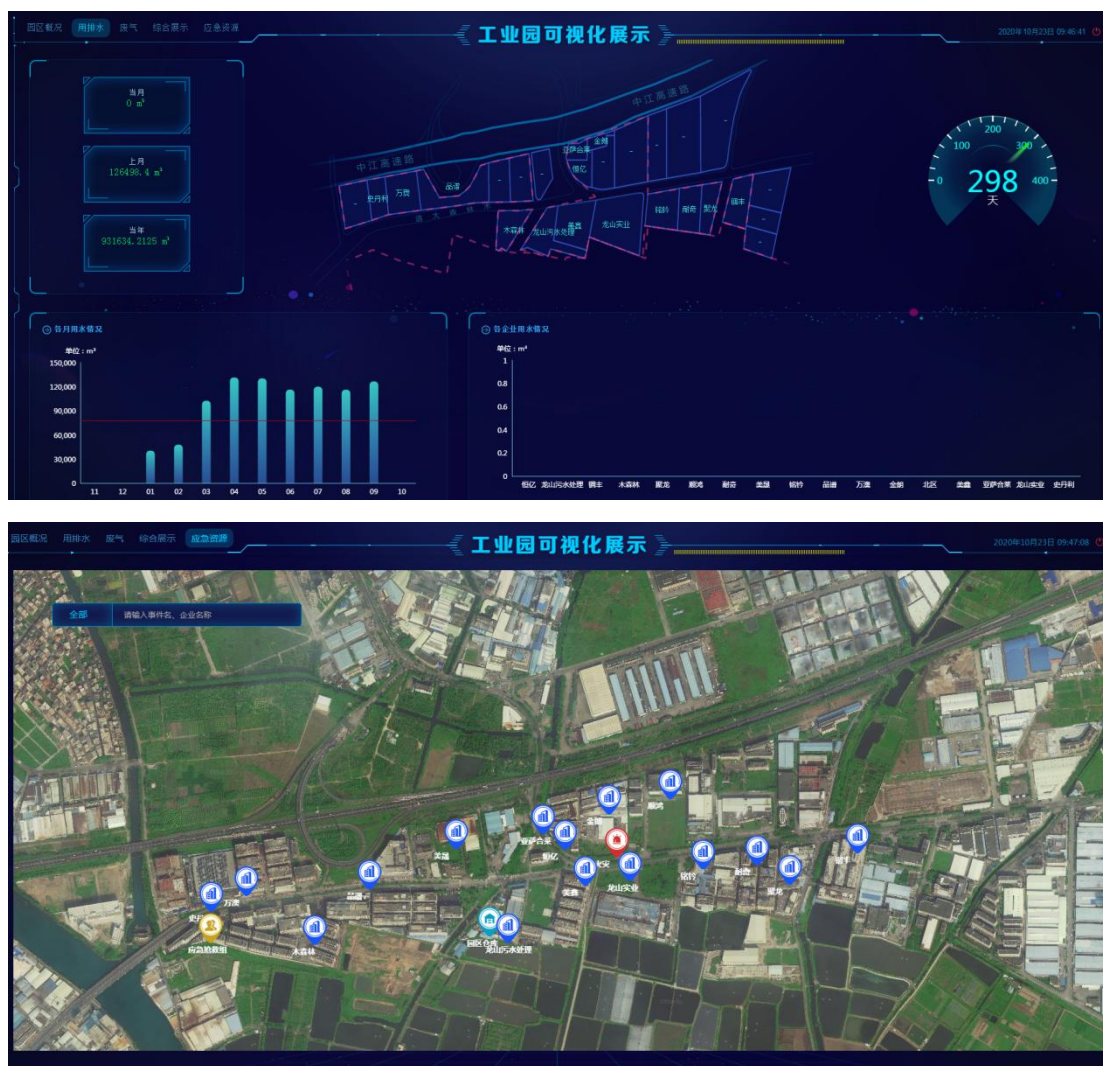 园区概况 用排水 废气 综合展示 应急资源
工业园可视化展示
2020年10月23日 09:46:41
当月
0 m³
上月
126498.4 m³
当年
931634.2125 m³
中江高速路
中江高速路
史丹利 万傻 品谱
亚萨合莱 金朗
恒亿
木森林 龙山污水处理 美鑫 龙山实业
铭铃 耐奇 聚龙 骊丰
0 100 200 300 400
298
天
各月用水情况
单位：m³
150,000
120,000
90,000
60,000
30,000
0
11 12 01 02 03 04 05 06 07 08 09 10
各企业用水情况
单位：m³
1
0.8
0.6
0.4
0.2
0
恒亿 龙山污水处理 木森林 聚龙 顺鸿 耐奇 美晟 铭铃 品谱 万傻 金朗 北区 美鑫 亚萨合莱 龙山实业 史丹利
园区概况 用排水 废气 综合展示 应急资源
工业园可视化展示
2020年10月23日 09:47:08
全部 请输入事件名、企业名称
顺鸿
金朗
亚萨合莱
恒亿
美晟
龙山实业
美鑫
铭铃
耐奇
聚龙
品谱
应急抢救组
木森林
园区仓库
龙山污水处理